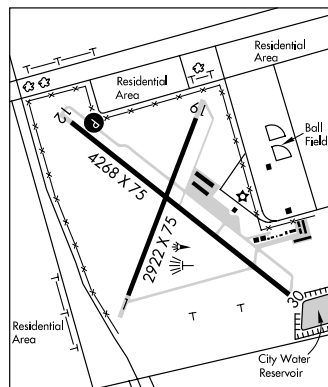 Residential
Area
Residential
Area
12
P
19
Ball
Field
4268 X 75
2922 X 75
1
30
Residential
Area
City Water
Reservoir